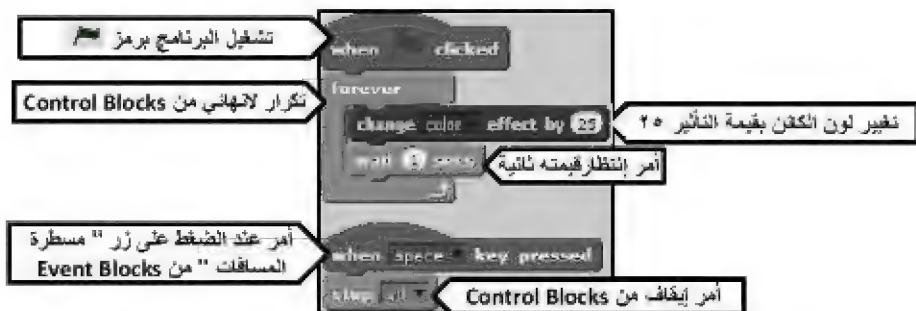 تشغيل البرنامج برمز
when clicked
تكرار لانهائي من Control Blocks
forever
change color effect by 25
تغيير لون الكائن بقيمة التأثير ٢٥
wait 1 secs
أمر إنتظار قيمته ثانية
أمر عند الضغط على زر " مسطرة
المسافات " من Event Blocks
when space key pressed
stop all
أمر إيقاف من Control Blocks